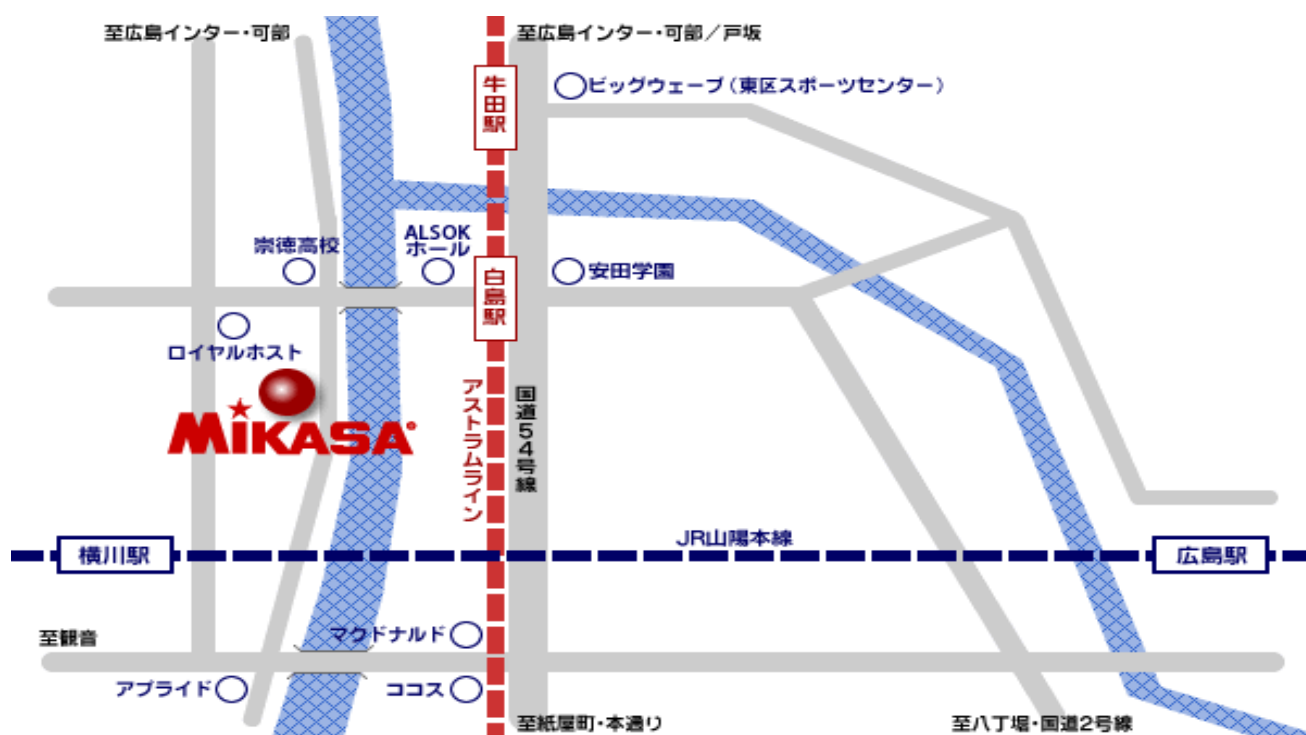 至広島インター・可部
至広島インター・可部／戸坂
牛田駅
ビッグウェーブ（東区スポーツセンター）
崇徳高校
ALSOK
ホール
白島駅
安田学園
ロイヤルホスト
MIKASA
アストラムライン
国道54号線
JR山陽本線
横川駅
広島駅
至観音
マクドナルド
アプライド
ココス
至紙屋町・本通り
至八丁堀・国道2号線